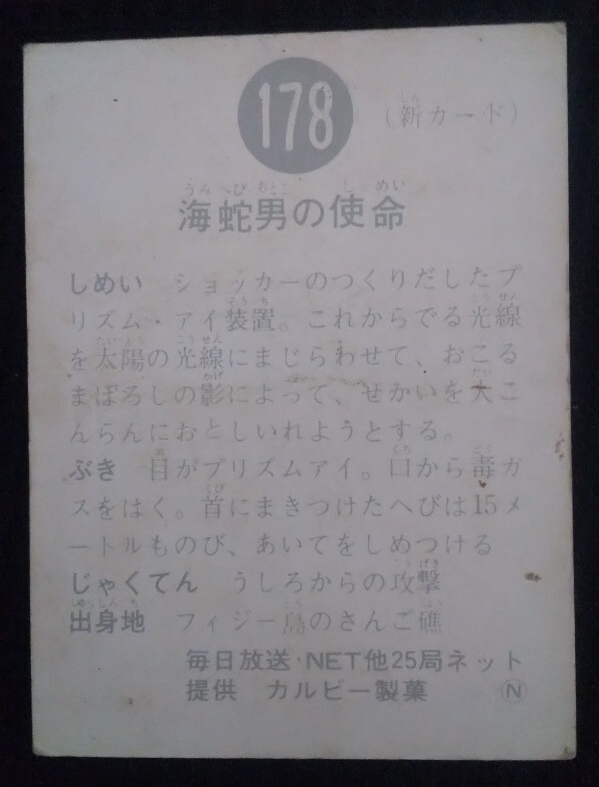 178
(新カード)
海蛇男の使命
しめい ショッカーのつくりだしたプ
リズム・アイ装置。これからでる光線
を太陽の光線にまじらわせて、おこる
まぼろしの影によって、せかいを大こ
んらんにおとしいれようとする。
ぶき 目がプリズムアイ。口から毒ガ
スをはく。首にまきつけたへびは15メ
ートルものび、あいてをしめつける
じゃくてん うしろからの攻撃
出身地 フィジー島のさんご礁
毎日放送・NET他25局ネット
提供 カルビー製菓 Ⓝ